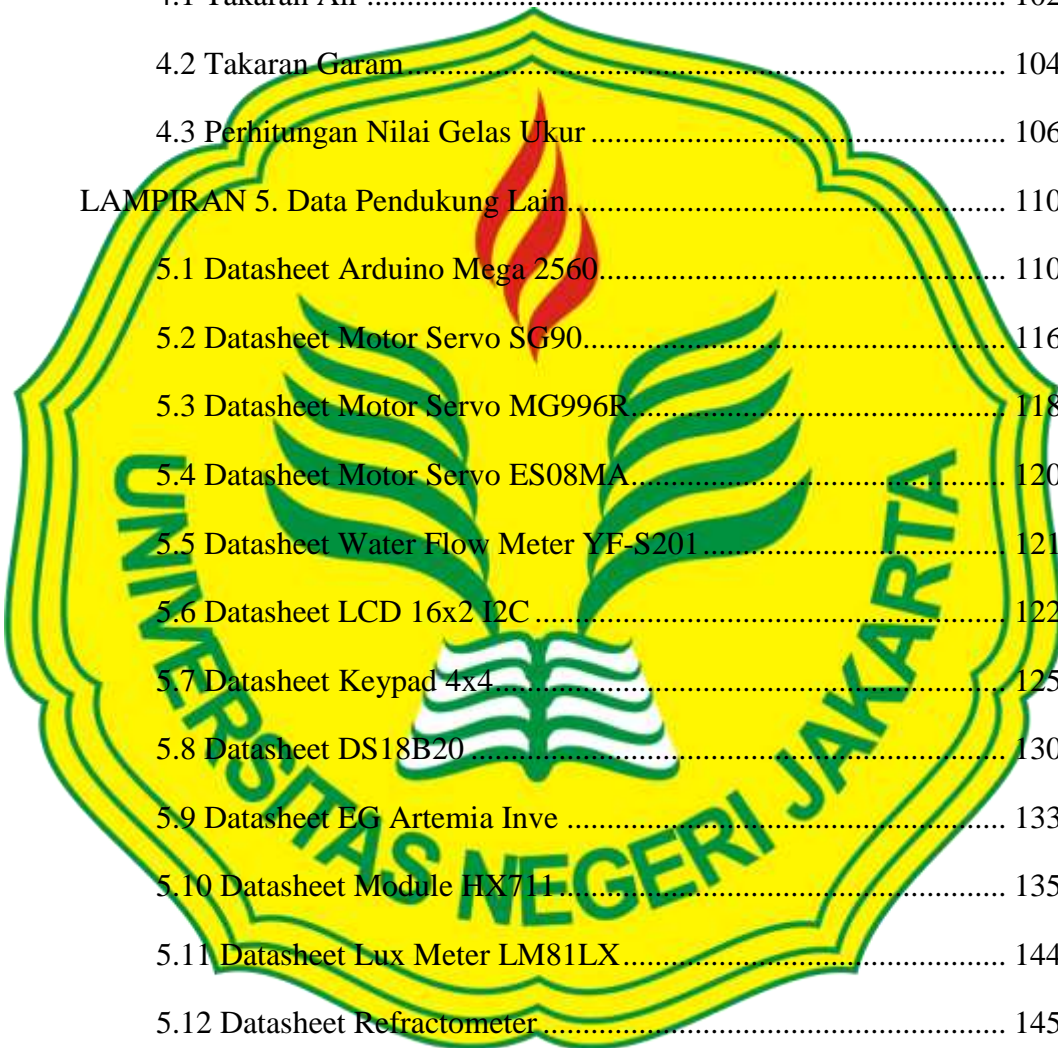 4.1 Takaran Air ........ 102
4.2 Takaran Garam ........ 104
4.3 Perhitungan Nilai Gelas Ukur ........ 106
LAMPIRAN 5. Data Pendukung Lain ........ 110
5.1 Datasheet Arduino Mega 2560 ........ 110
5.2 Datasheet Motor Servo SG90 ........ 116
5.3 Datasheet Motor Servo MG996R ........ 118
5.4 Datasheet Motor Servo ES08MA ........ 120
5.5 Datasheet Water Flow Meter YF-S201 ........ 121
5.6 Datasheet LCD 16x2 I2C ........ 122
5.7 Datasheet Keypad 4x4 ........ 125
5.8 Datasheet DS18B20 ........ 130
5.9 Datasheet EG Artemia Inve ........ 133
5.10 Datasheet Module HX711 ........ 135
5.11 Datasheet Lux Meter LM81LX ........ 144
5.12 Datasheet Refractometer ........ 145
UNIVERSITAS NEGERI JAKARTA